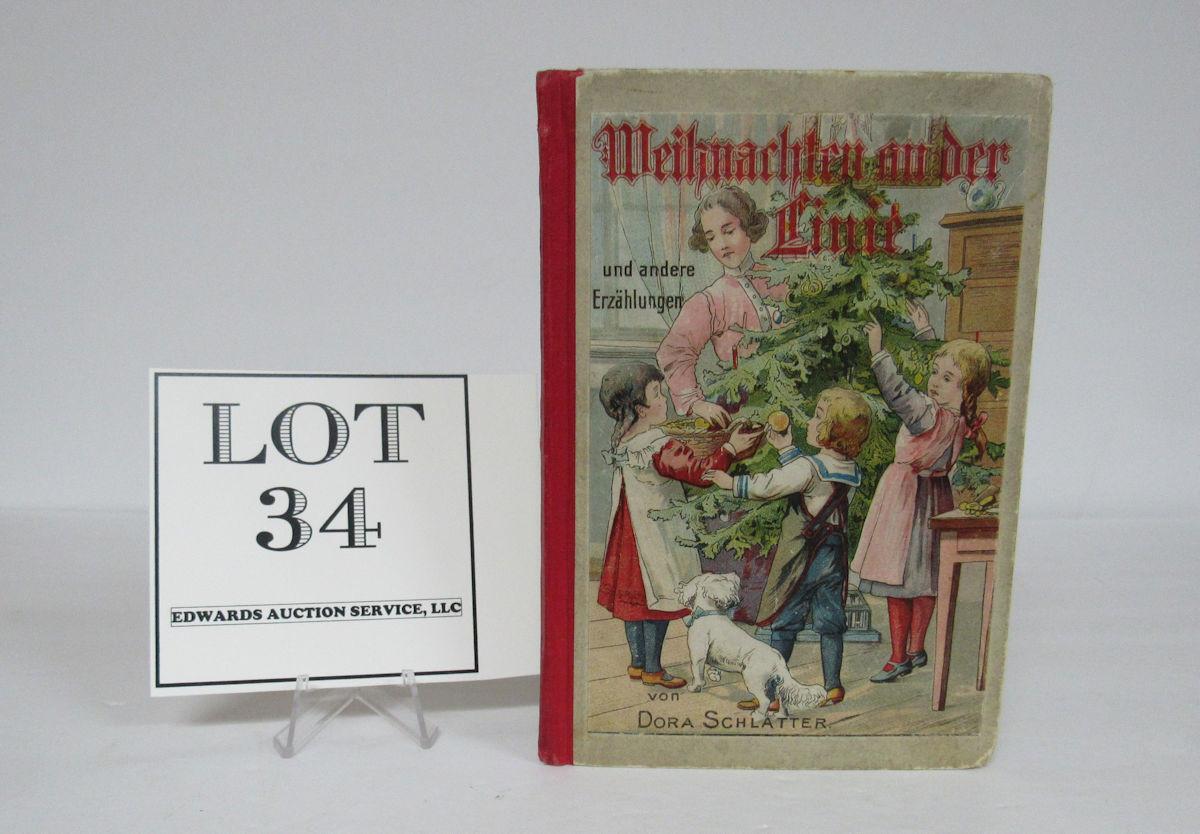 LOT
34
EDWARDS AUCTION SERVICE, LLC
Weihnachten an der
Linie
und andere
Erzählungen
von
DORA SCHLATTER.